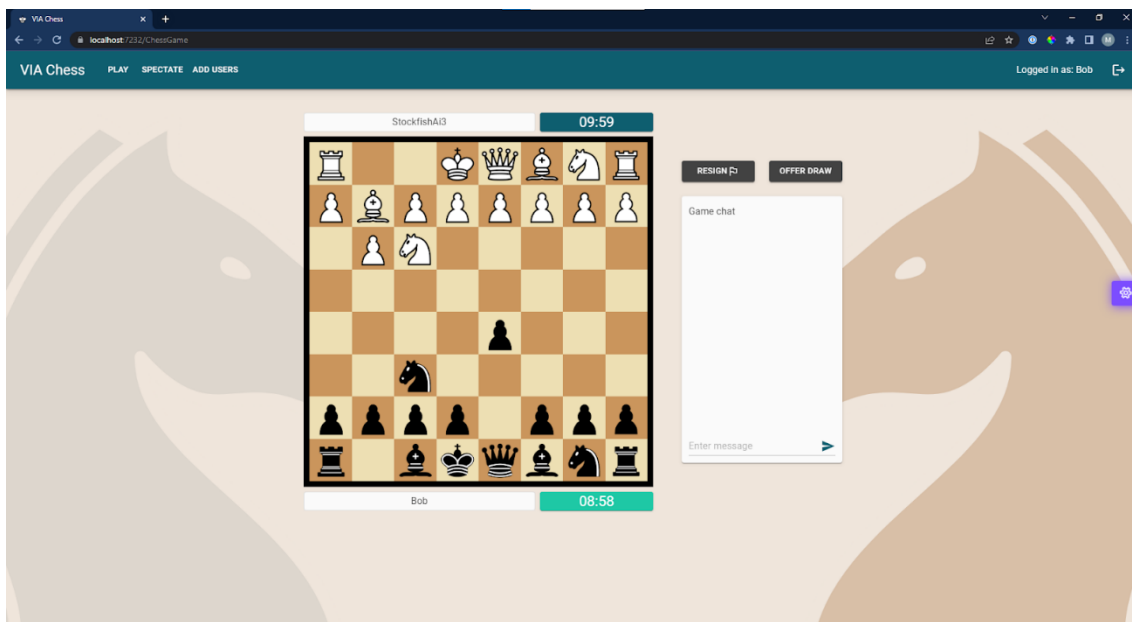 VIA Chess
localhost:7232/ChessGame
VIA Chess PLAY SPECTATE ADD USERS Logged in as: Bob
StockfishAi3 09:59
RESIGN OFFER DRAW
Game chat
Enter message
Bob 08:58